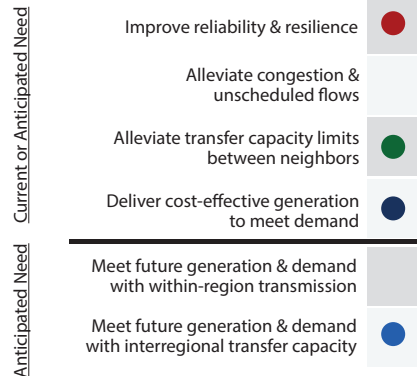 Current or Anticipated Need
Improve reliability & resilience
Alleviate congestion &
unscheduled flows
Alleviate transfer capacity limits
between neighbors
Deliver cost-effective generation
to meet demand
Anticipated Need
Meet future generation & demand
with within-region transmission
Meet future generation & demand
with interregional transfer capacity